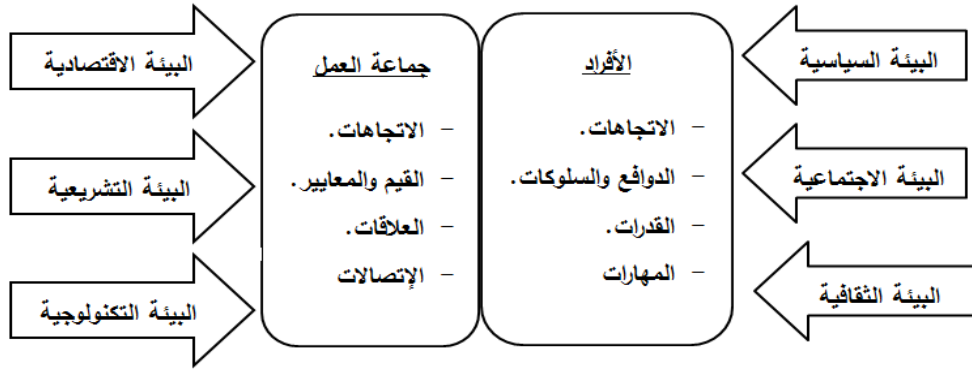 البيئة السياسية
البيئة الاجتماعية
البيئة الثقافية
الأفراد
- الاتجاهات.
- الدوافع والسلوكات.
- القدرات.
- المهارات
جماعة العمل
- الاتجاهات.
- القيم والمعايير.
- العلاقات.
- الإتصالات
البيئة الاقتصادية
البيئة التشريعية
البيئة التكنولوجية